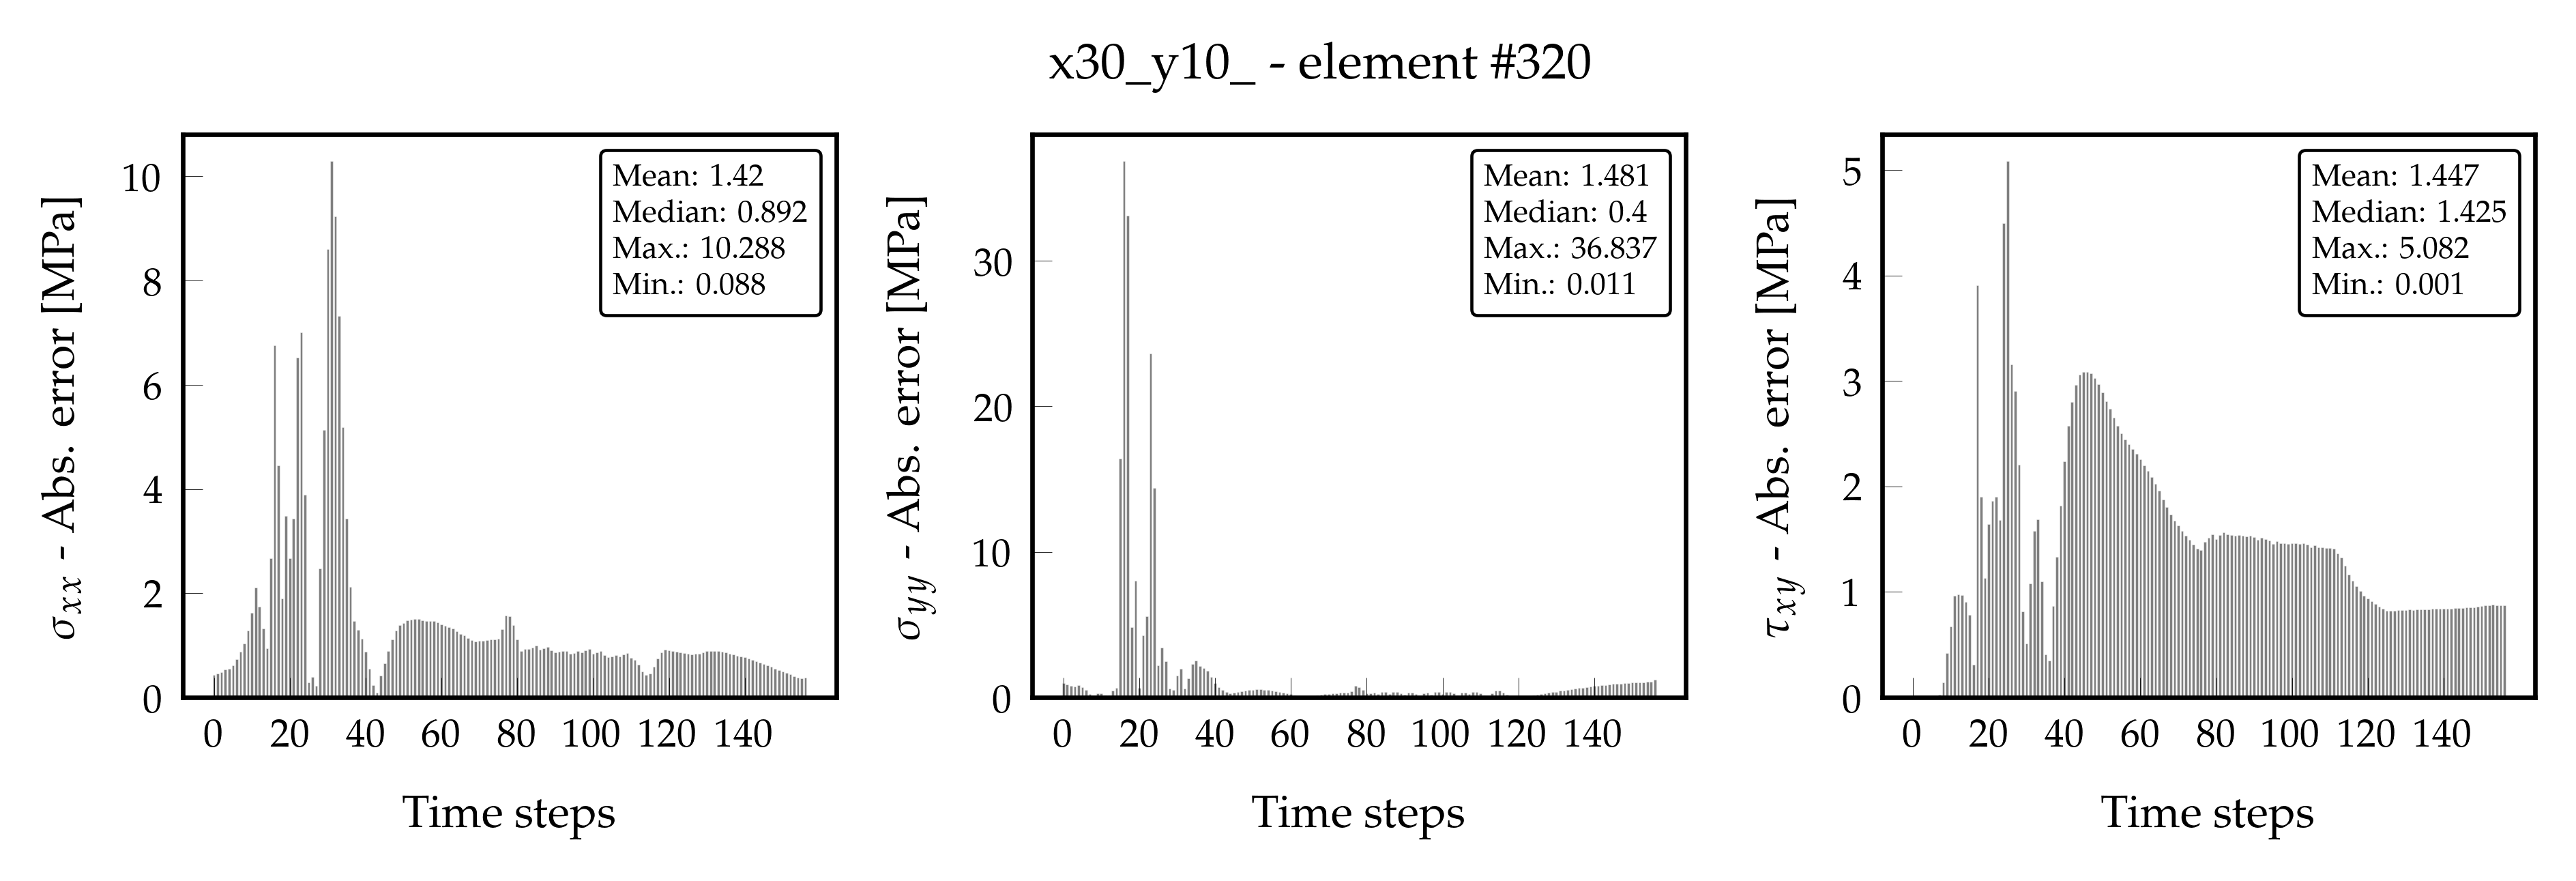 x30_y10_ - element #320
σxx - Abs. error [MPa]
10
8
6
4
2
0
0 20 40 60 80 100 120 140
Time steps
Mean: 1.42
Median: 0.892
Max.: 10.288
Min.: 0.088
σyy - Abs. error [MPa]
30
20
10
0
0 20 40 60 80 100 120 140
Time steps
Mean: 1.481
Median: 0.4
Max.: 36.837
Min.: 0.011
τxy - Abs. error [MPa]
5
4
3
2
1
0
0 20 40 60 80 100 120 140
Time steps
Mean: 1.447
Median: 1.425
Max.: 5.082
Min.: 0.001